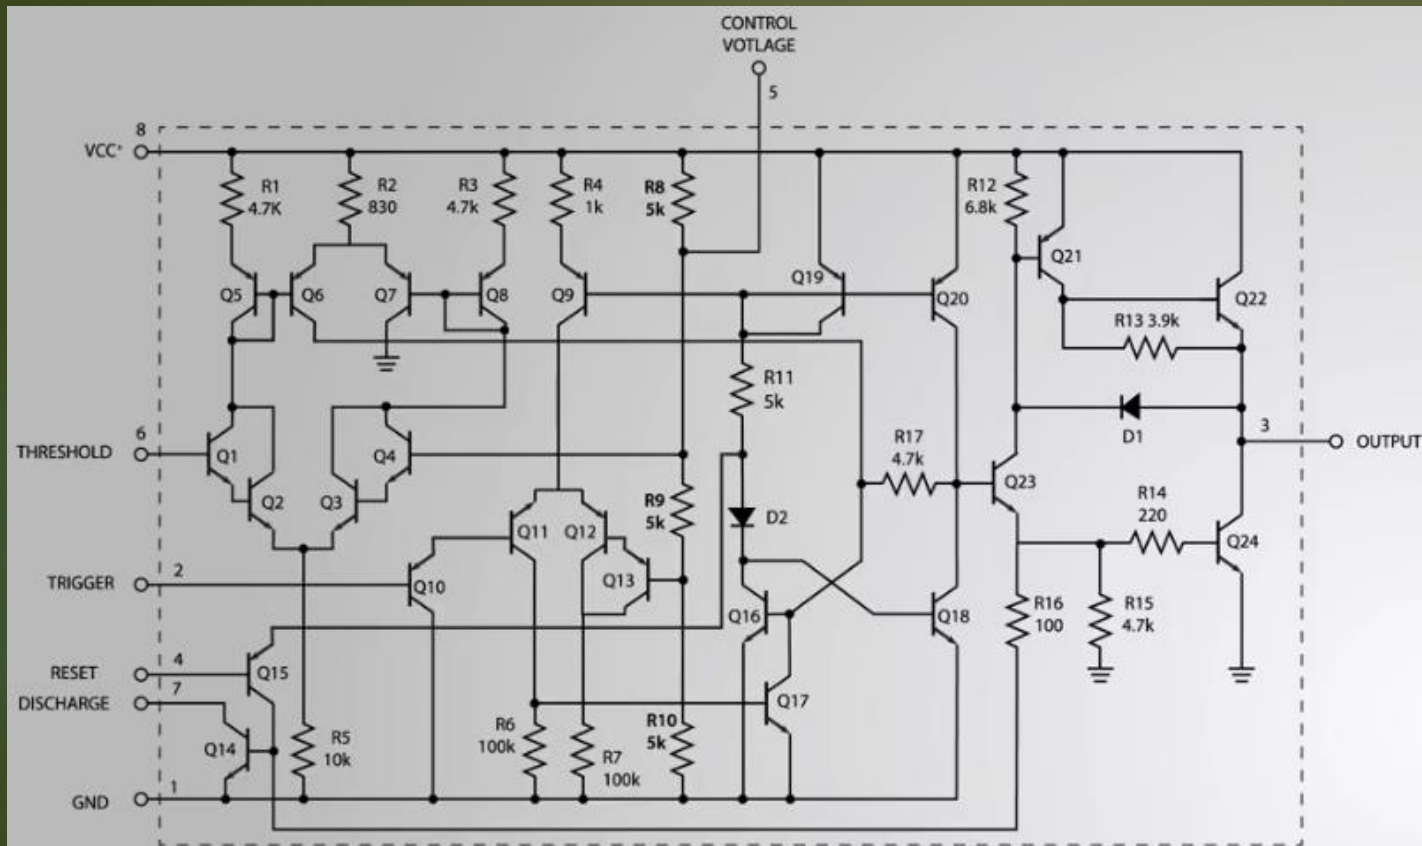 CONTROL
VOTLAGE
5
8
VCC+
R1
4.7K
R2
830
R3
4.7k
R4
1k
R8
5k
R12
6.8k
Q5
Q6
Q7
Q8
Q9
Q19
Q20
Q21
Q22
R13 3.9k
R11
5k
D1
THRESHOLD
6
Q1
Q2
Q3
Q4
R17
4.7k
Q23
3
OUTPUT
R9
5k
D2
R14
220
Q24
Q11
Q12
Q13
TRIGGER
2
Q10
Q16
Q18
R16
100
R15
4.7k
RESET
4
Q15
DISCHARGE
7
Q14
R5
10k
R6
100k
R7
100k
R10
5k
Q17
GND
1